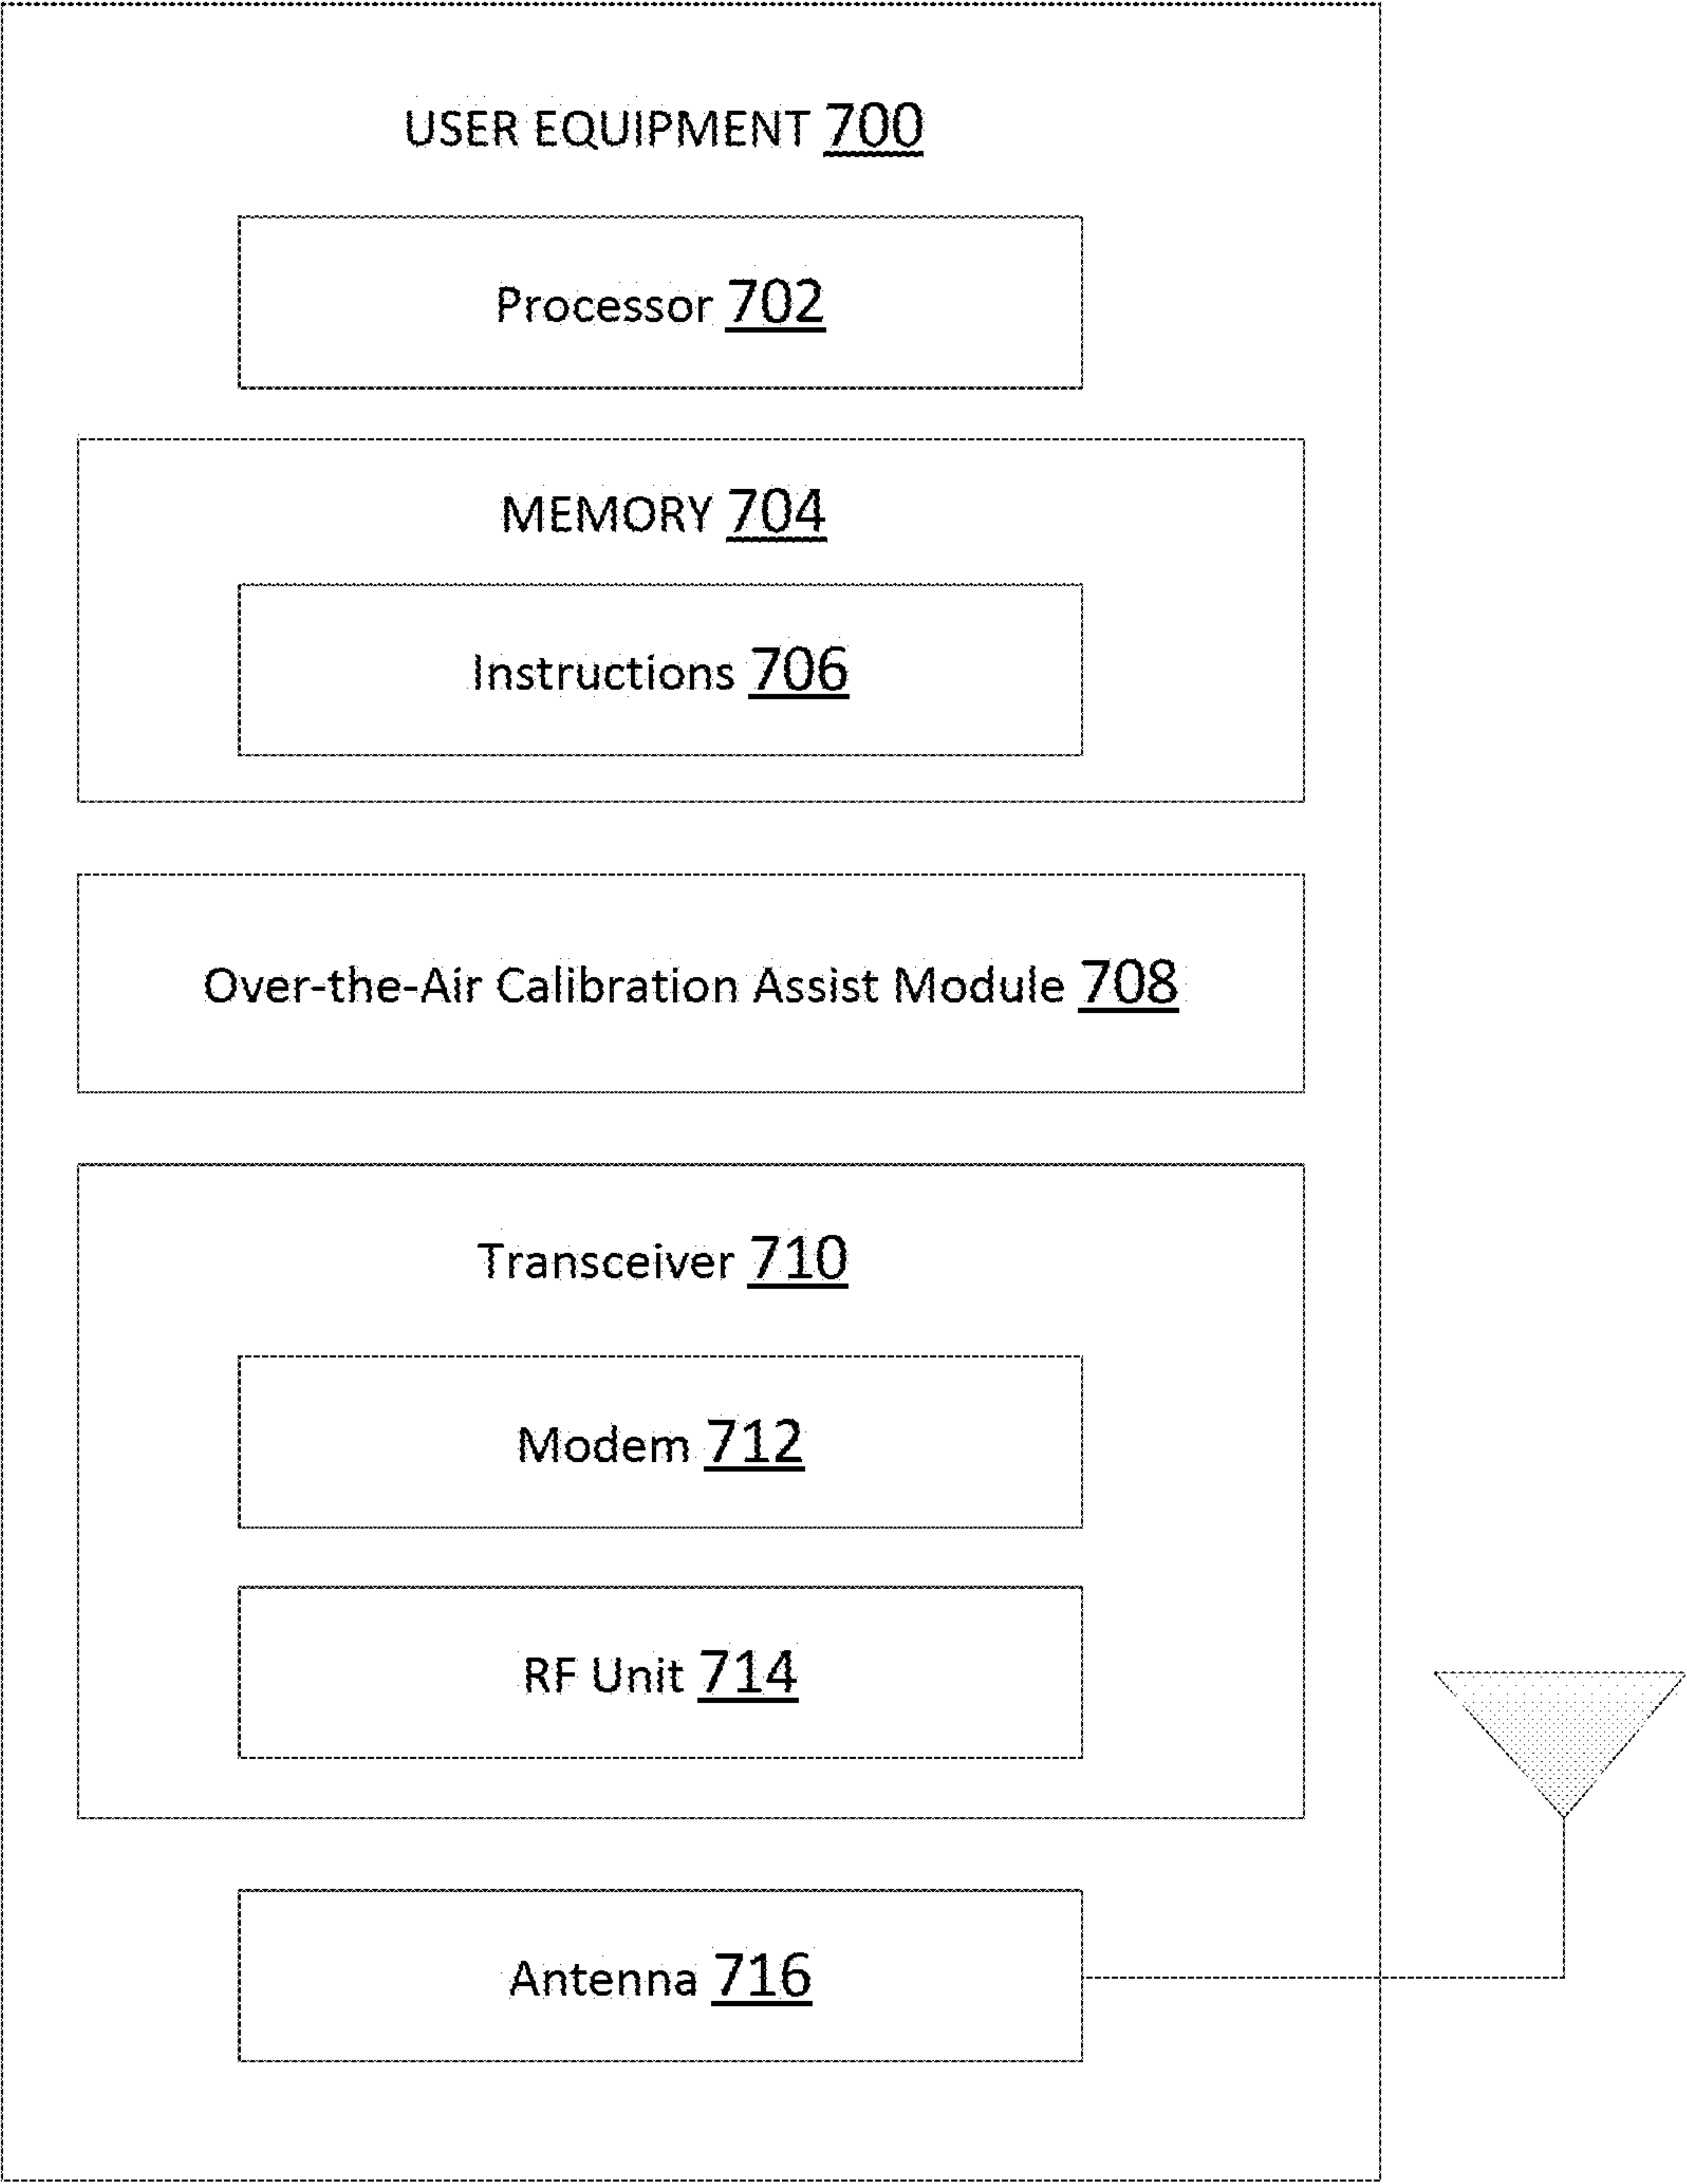 USER EQUIPMENT 700
Processor 702
MEMORY 704
Instructions 706
Over-the-Air Calibration Assist Module 708
Transceiver 710
Modem 712
RF Unit 714
Antenna 716